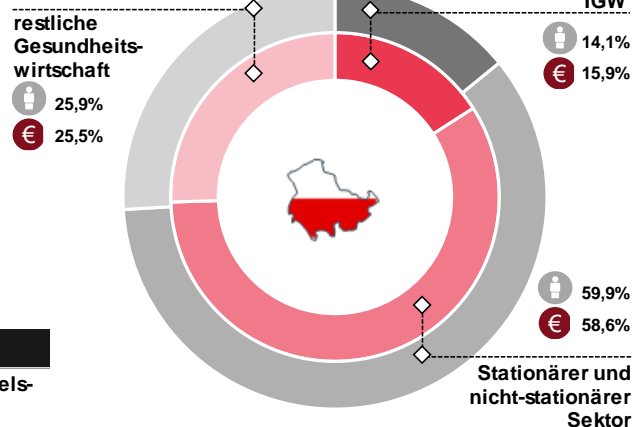 restliche
Gesundheits-
wirtschaft
25,9%
€ 25,5%
IGW
14,1%
€ 15,9%
59,9%
€ 58,6%
Stationärer und
nicht-stationärer
Sektor
els-